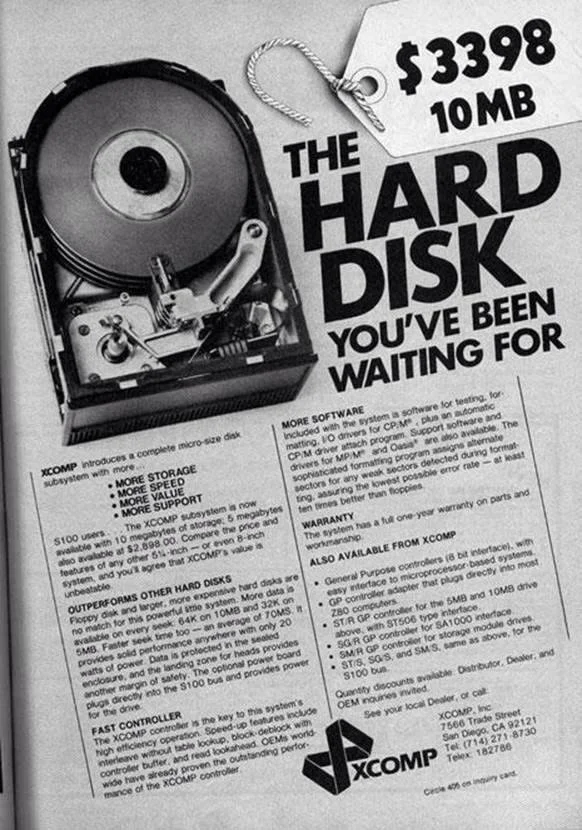 $3398
10MB
THE
HARD
DISK
YOU'VE BEEN
WAITING FOR
XCOMP introduces a complete micro-size disk
subsystem with more...
• MORE STORAGE
• MORE SPEED
• MORE VALUE
• MORE SUPPORT
S100 users... The XCOMP subsystem is now
available with 10 megabytes of storage; 5 megabytes
also available at $2,898.00. Compare the price and
features of any other 5¼-inch — or even 8-inch
system, and you'll agree that XCOMP's value is
unbeatable.
OUTPERFORMS OTHER HARD DISKS
Floppy disk and larger, more expensive hard disks are
no match for this powerful little system. More data is
available on every seek: 64K on 10MB and 32K on
5MB. Faster seek time too — an average of 70MS. It
provides solid performance anywhere with only 20
watts of power. Data is protected in the sealed
enclosure, and the landing zone for heads provides
another margin of safety. The optional power board
plugs directly into the S100 bus and provides power
for the drive.
FAST CONTROLLER
The XCOMP controller is the key to this system's
high efficiency operation. Speed-up features include
interleave without table lookup, block-deblock with
controller buffer, and read lookahead. OEMs world-
wide have already proven the outstanding perfor-
mance of the XCOMP controller.
MORE SOFTWARE
Included with the system is software for testing, for-
matting, I/O drivers for CP/M®, plus an automatic
CP/M driver attach program. Support software and
drivers for MP/M® and Oasis® are also available. The
sophisticated formatting program assigns alternate
sectors for any weak sectors detected during format-
ting, assuring the lowest possible error rate — at least
ten times better than floppies.
WARRANTY
The system has a full one-year warranty on parts and
workmanship.
ALSO AVAILABLE FROM XCOMP
• General Purpose controllers (8 bit interface), with
easy interface to microprocessor-based systems.
• GP controller adapter that plugs directly into most
Z80 computers.
• ST/R GP controller for the 5MB and 10MB drive
above, with ST506 type interface.
• SG/R GP controller for SA1000 interface.
• SM/R GP controller for storage module drives.
• ST/S, SG/S, and SM/S, same as above, for the
S100 bus.
Quantity discounts available. Distributor, Dealer, and
OEM inquiries invited.
See your local Dealer, or call:
XCOMP, Inc.
7566 Trade Street
San Diego, CA 92121
Tel: (714) 271-8730
Telex: 182786
XCOMP
Circle 406 on inquiry card.